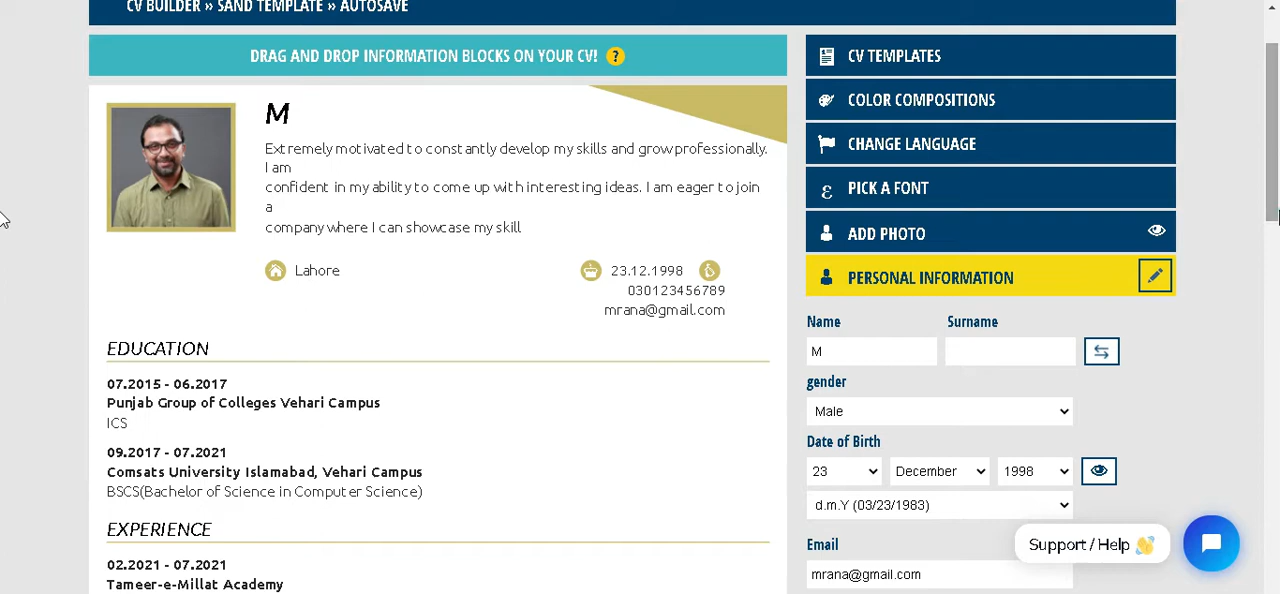 CV BUILDER » SAND TEMPLATE » AUTOSAVE
DRAG AND DROP INFORMATION BLOCKS ON YOUR CV! ?
M
Extremely motivated to constantly develop my skills and grow professionally.
I am
confident in my ability to come up with interesting ideas. I am eager to join
a
company where I can showcase my skill
Lahore
23.12.1998
030123456789
mrana@gmail.com
EDUCATION
07.2015 - 06.2017
Punjab Group of Colleges Vehari Campus
ICS
09.2017 - 07.2021
Comsats University Islamabad, Vehari Campus
BSCS(Bachelor of Science in Computer Science)
EXPERIENCE
02.2021 - 07.2021
Tameer-e-Millat Academy
CV TEMPLATES
COLOR COMPOSITIONS
CHANGE LANGUAGE
PICK A FONT
ADD PHOTO
PERSONAL INFORMATION
Name Surname
M
gender
Male
Date of Birth
23 December 1998
d.m.Y (03/23/1983)
Email
mrana@gmail.com
Support / Help 👋